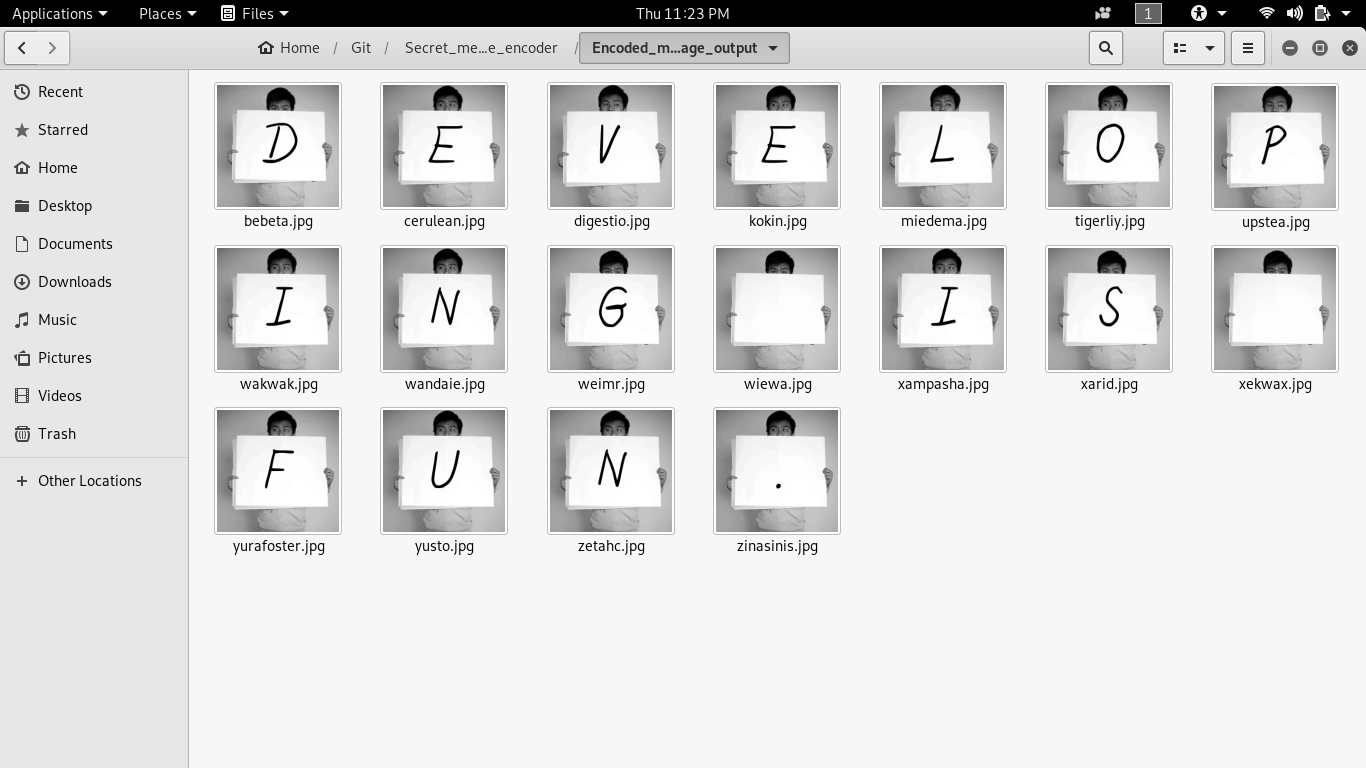 Applications Places Files Thu 11:23 PM 1
Home / Git / Secret_me...e_encoder / Encoded_m...age_output
Recent
Starred
Home
Desktop
Documents
Downloads
Music
Pictures
Videos
Trash
Other Locations
D E V E L O P
bebeta.jpg cerulean.jpg digestio.jpg kokin.jpg miedema.jpg tigerliy.jpg upstea.jpg
I N G I S
wakwak.jpg wandaie.jpg weimr.jpg wiewa.jpg xampasha.jpg xarid.jpg xekwax.jpg
F U N .
yurafoster.jpg yusto.jpg zetahc.jpg zinasinis.jpg